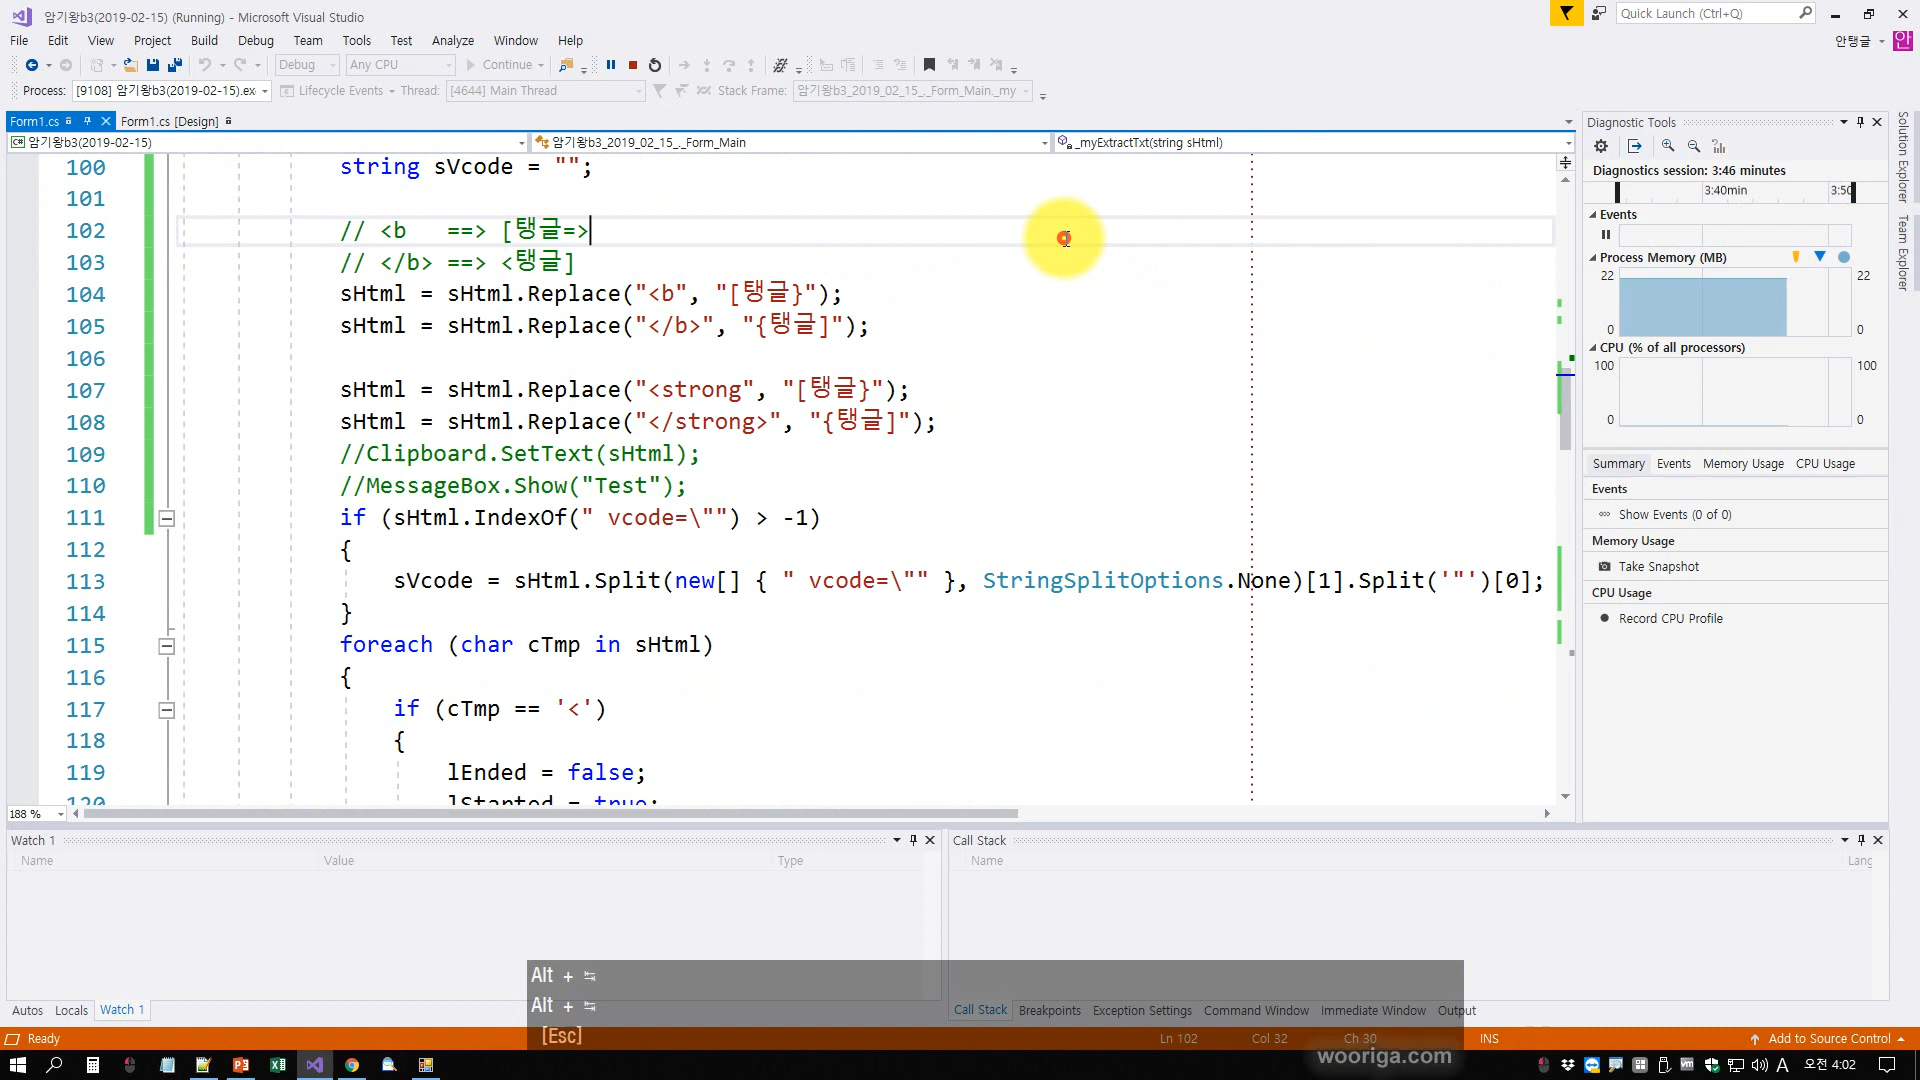 암기왕b3(2019-02-15) (Running) - Microsoft Visual Studio
Quick Launch (Ctrl+Q)
File Edit View Project Build Debug Team Tools Test Analyze Window Help
안탱글
안
Debug Any CPU Continue
Process: [9108] 암기왕b3(2019-02-15).exe Lifecycle Events Thread: [4644] Main Thread Stack Frame: 암기왕b3_2019_02_15_._Form_Main._my
Form1.cs Form1.cs [Design]
암기왕b3(2019-02-15) 암기왕b3_2019_02_15_._Form_Main _myExtractTxt(string sHtml)
100 string sVcode = "";
101
102 // <b   ==> [탱글=>
103 // </b> ==> <탱글]
104 sHtml = sHtml.Replace("<b", "[탱글}");
105 sHtml = sHtml.Replace("</b>", "{탱글]");
106
107 sHtml = sHtml.Replace("<strong", "[탱글}");
108 sHtml = sHtml.Replace("</strong>", "{탱글]");
109 //Clipboard.SetText(sHtml);
110 //MessageBox.Show("Test");
111 if (sHtml.IndexOf(" vcode=\"") > -1)
112 {
113 sVcode = sHtml.Split(new[] { " vcode=\"" }, StringSplitOptions.None)[1].Split('"')[0];
114 }
115 foreach (char cTmp in sHtml)
116 {
117 if (cTmp == '<')
118 {
119 lEnded = false;
120 lStarted = true;
188 %
Diagnostic Tools
Diagnostics session: 3:46 minutes
3:40min 3:50
Events
Process Memory (MB)
22 22
0 0
CPU (% of all processors)
100 100
0 0
Summary Events Memory Usage CPU Usage
Events
Show Events (0 of 0)
Memory Usage
Take Snapshot
CPU Usage
Record CPU Profile
Solution Explorer
Team Explorer
Watch 1
Name Value Type
Call Stack
Name Lang
Autos Locals Watch 1
Call Stack Breakpoints Exception Settings Command Window Immediate Window Output
Alt + ↹
Alt + ↹
[Esc]
Ready Ln 102 Col 32 Ch 30 INS Add to Source Control
wooriga.com
A 오전 4:02